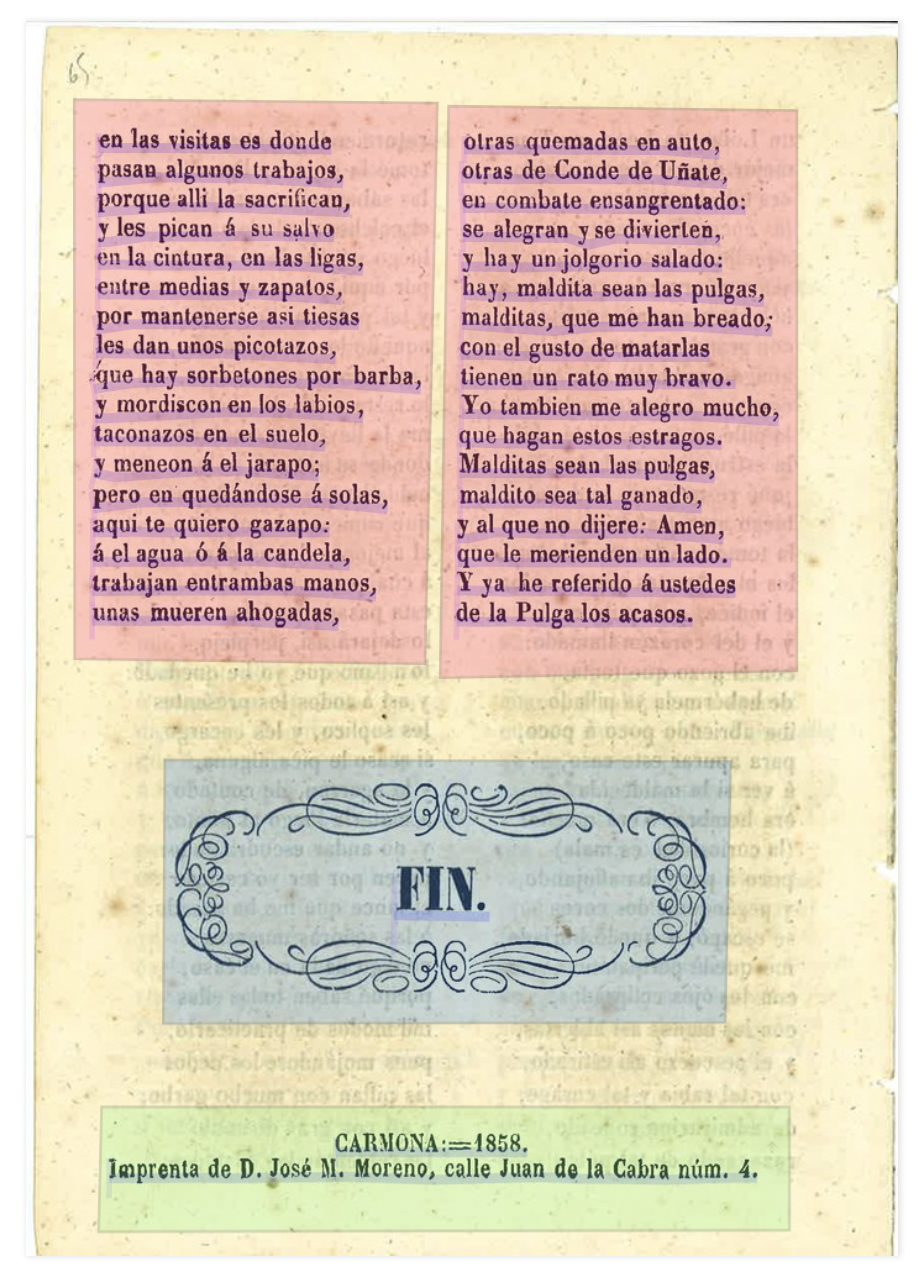 65
en las visitas es donde
pasan algunos trabajos,
porque alli la sacrifican,
y les pican á su salvo
en la cintura, en las ligas,
entre medias y zapatos,
por mantenerse asi tiesas
les dan unos picotazos,
que hay sorbetones por barba,
y mordiscon en los labios,
taconazos en el suelo,
y meneon á el jarapo;
pero en quedándose á solas,
aqui te quiero gazapo:
á el agua ó á la candela,
trabajan entrambas manos,
unas mueren ahogadas,
otras quemadas en auto,
otras de Conde de Uñate,
en combate ensangrentado:
se alegran y se divierten,
y hay un jolgorio salado:
hay, maldita sean las pulgas,
malditas, que me han breado;
con el gusto de matarlas
tienen un rato muy bravo.
Yo tambien me alegro mucho,
que hagan estos estragos.
Malditas sean las pulgas,
maldito sea tal ganado,
y al que no dijere: Amen,
que le merienden un lado.
Y ya he referido á ustedes
de la Pulga los acasos.
FIN.
CARMONA:=1858.
Imprenta de D. José M. Moreno, calle Juan de la Cabra núm. 4.